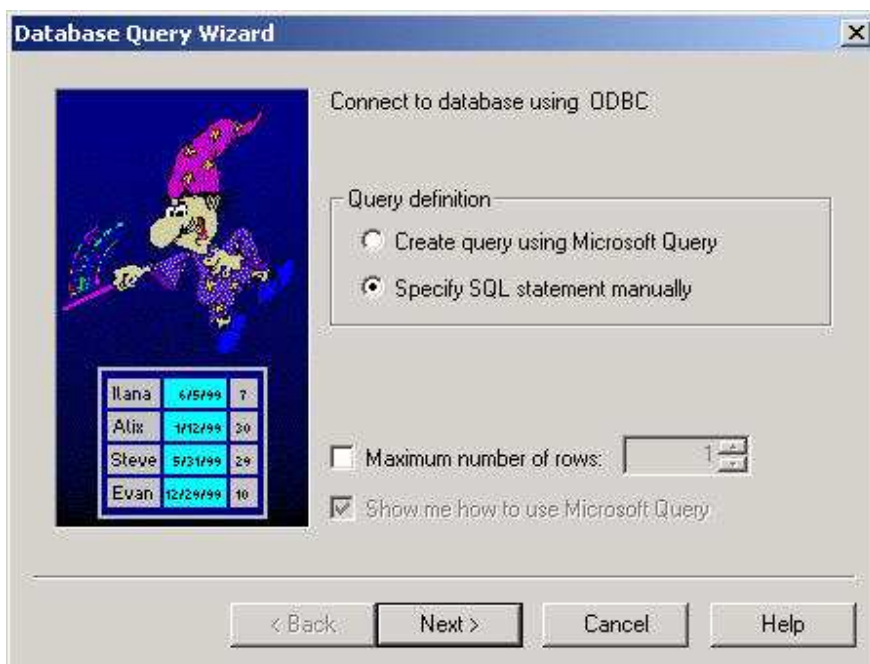 Database Query Wizard
Connect to database using ODBC
Query definition
Create query using Microsoft Query
Specify SQL statement manually
Ilana 6/5/99 7
Alix 1/12/99 30
Steve 5/31/99 29
Evan 12/29/99 10
Maximum number of rows: 1
Show me how to use Microsoft Query
< Back Next > Cancel Help